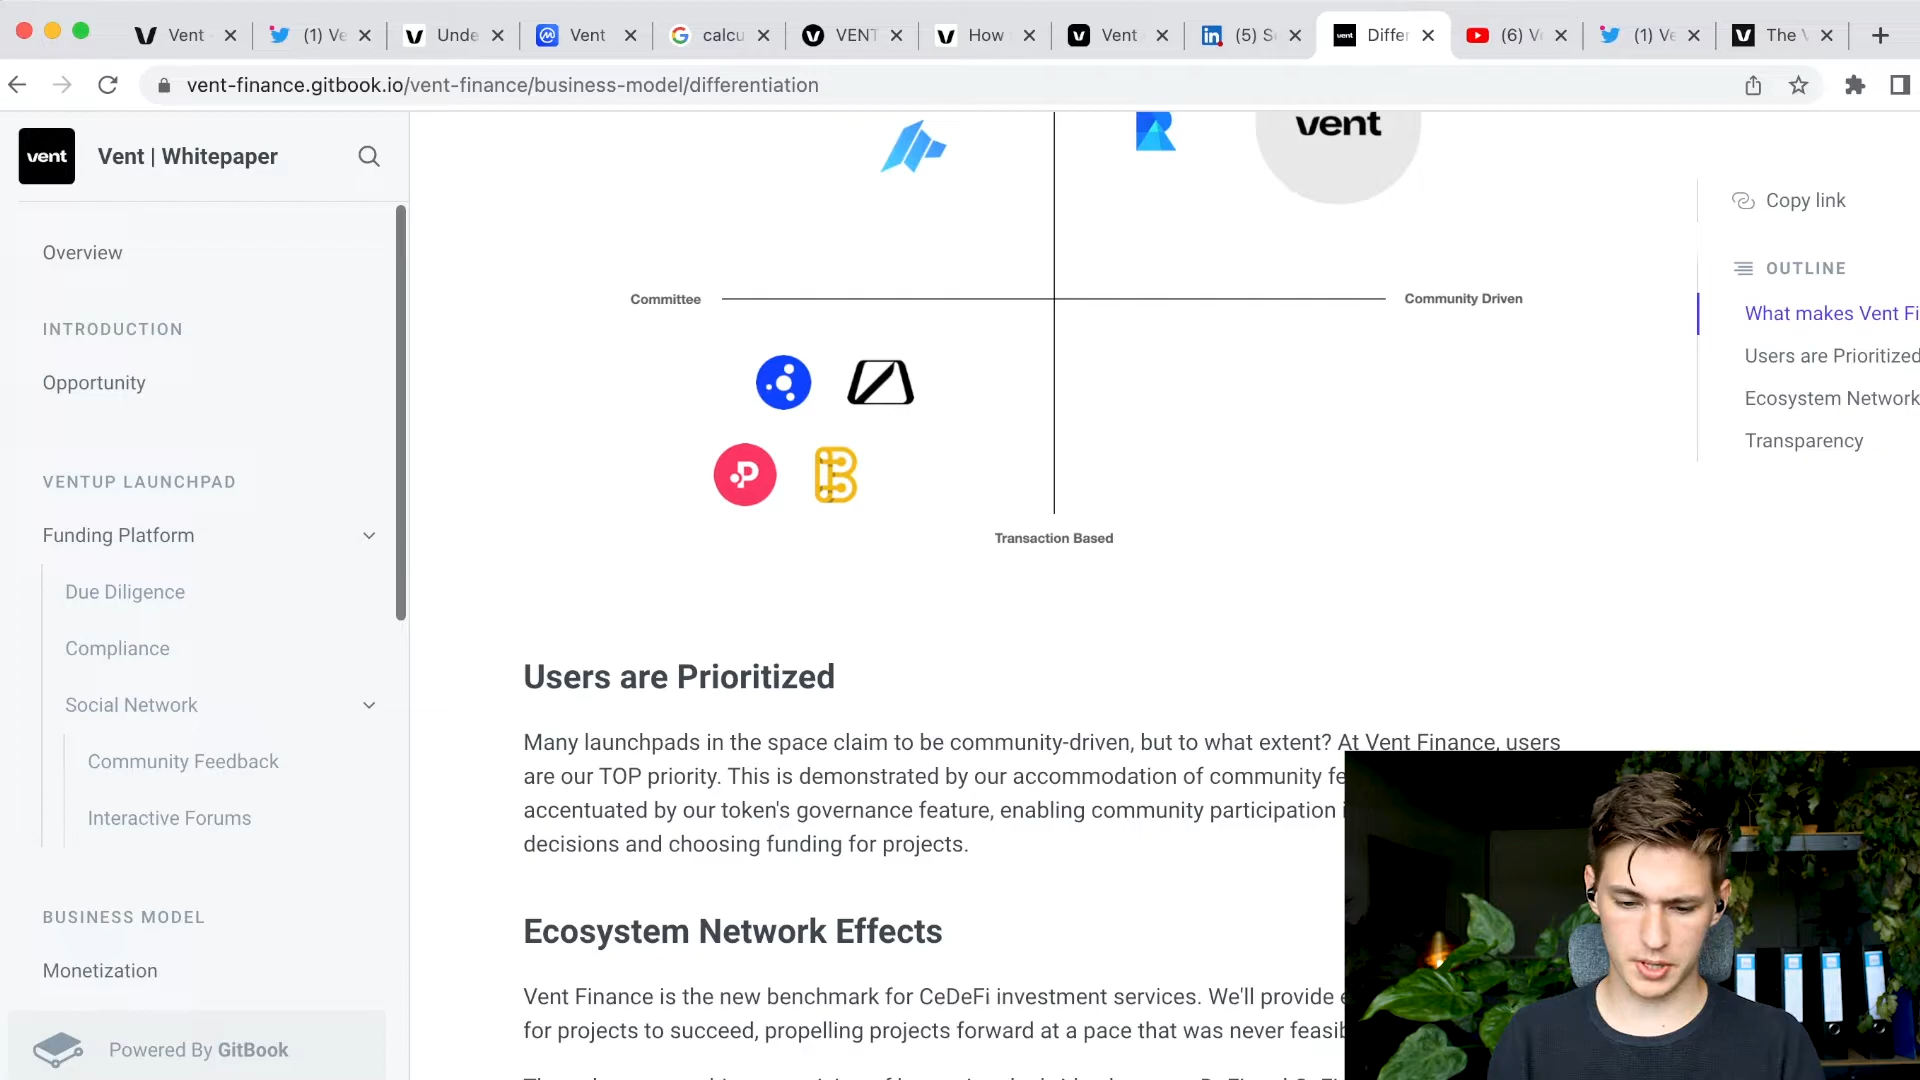 Vent
(1) Ve
Unde
Vent
calcu
VENT
How
Vent
(5) S
Differ
(6) V
(1) Ve
The V
vent-finance.gitbook.io/vent-finance/business-model/differentiation
vent
Vent | Whitepaper
Overview
INTRODUCTION
Opportunity
VENTUP LAUNCHPAD
Funding Platform
Due Diligence
Compliance
Social Network
Community Feedback
Interactive Forums
BUSINESS MODEL
Monetization
Powered By GitBook
vent
Committee
Community Driven
Transaction Based
Users are Prioritized
Many launchpads in the space claim to be community-driven, but to what extent? At Vent Finance, users
are our TOP priority. This is demonstrated by our accommodation of community fe
accentuated by our token's governance feature, enabling community participation
decisions and choosing funding for projects.
Ecosystem Network Effects
Vent Finance is the new benchmark for CeDeFi investment services. We'll provide
for projects to succeed, propelling projects forward at a pace that was never feasib
Copy link
OUTLINE
What makes Vent Fi
Users are Prioritized
Ecosystem Network
Transparency